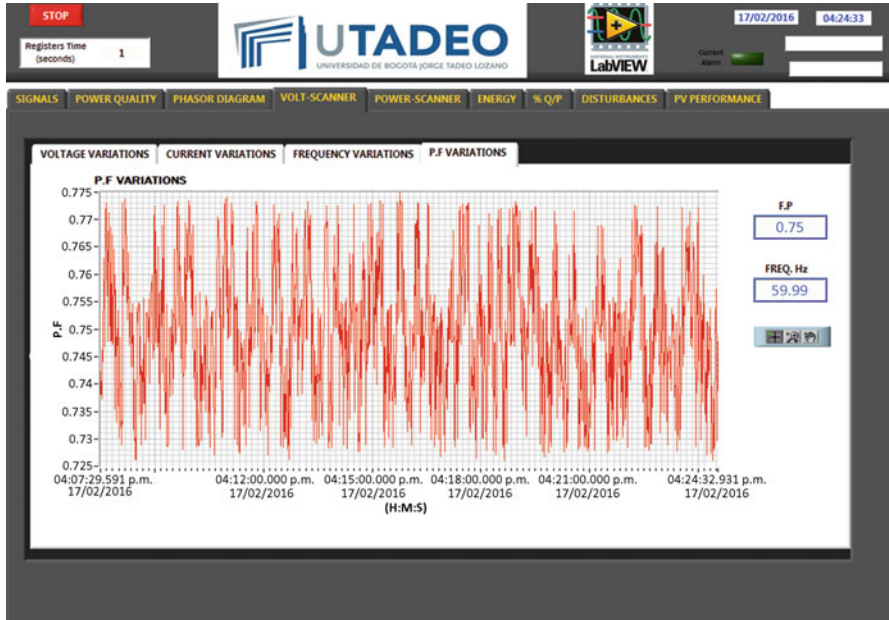 STOP
Registers Time
(seconds)
1
UTADEO
UNIVERSIDAD DE BOGOTÁ JORGE TADEO LOZANO
NATIONAL INSTRUMENTS
LabVIEW
17/02/2016
04:24:33
Current
Alarm
SIGNALS
POWER QUALITY
PHASOR DIAGRAM
VOLT-SCANNER
POWER-SCANNER
ENERGY
% Q/P
DISTURBANCES
PV PERFORMANCE
VOLTAGE VARIATIONS
CURRENT VARIATIONS
FREQUENCY VARIATIONS
P.F VARIATIONS
P.F VARIATIONS
0.775
0.77
0.765
0.76
0.755
0.75
0.745
0.74
0.735
0.73
0.725
P.F
04:07:29.591 p.m.
17/02/2016
04:12:00.000 p.m.
17/02/2016
04:15:00.000 p.m.
17/02/2016
04:18:00.000 p.m.
17/02/2016
04:21:00.000 p.m.
17/02/2016
04:24:32.931 p.m.
17/02/2016
(H:M:S)
F.P
0.75
FREQ. Hz
59.99